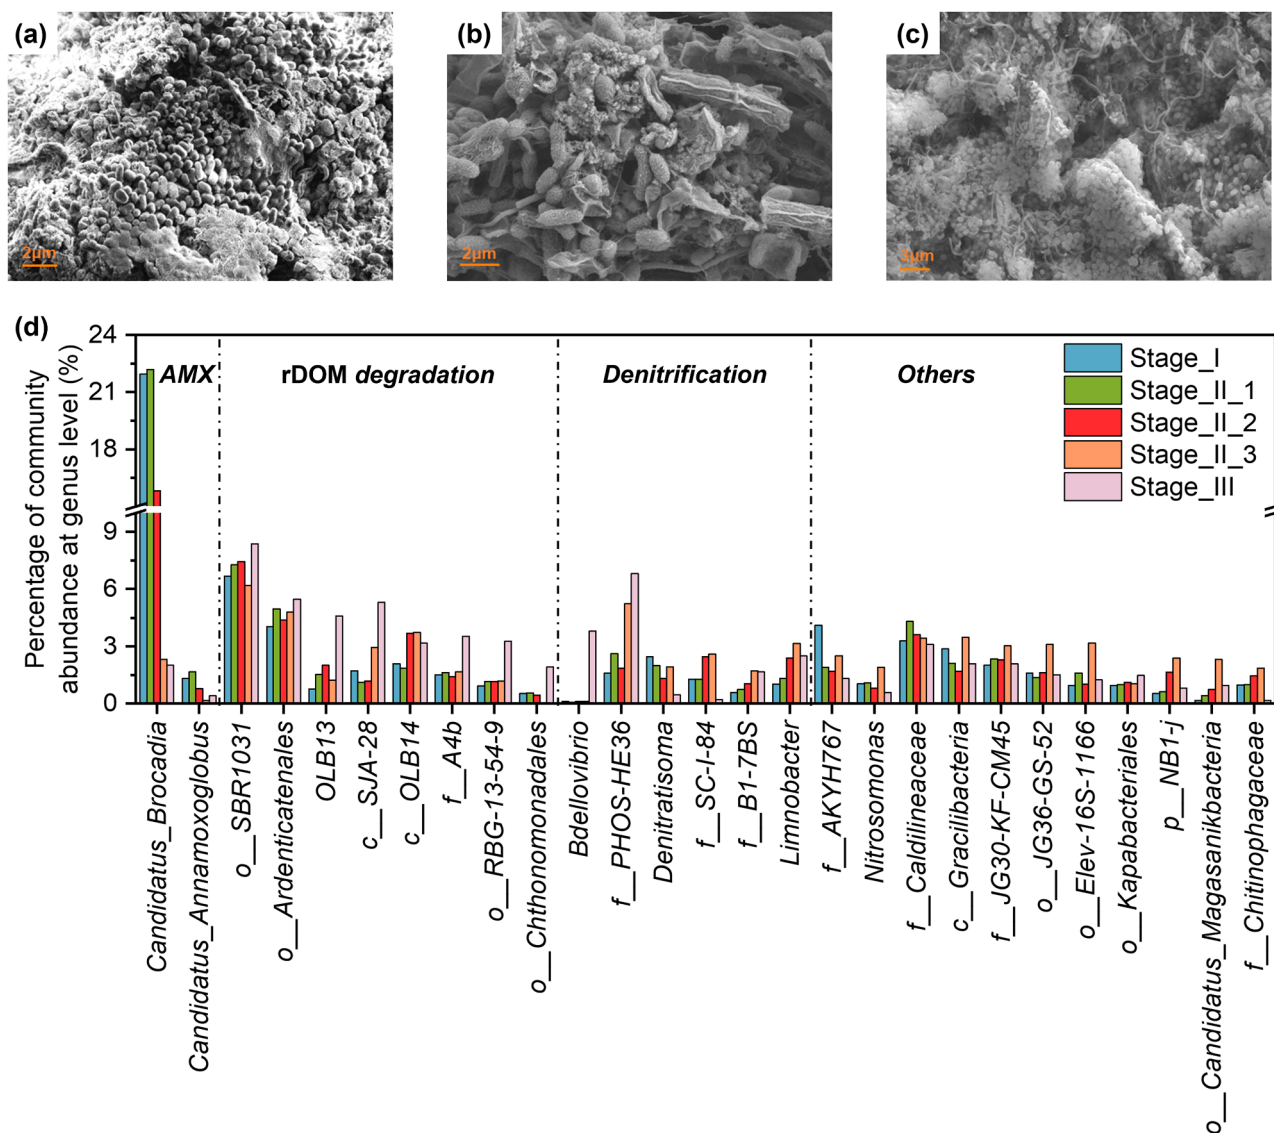 (a)
(b)
(c)
2μm
2μm
3μm
(d)
Percentage of community
abundance at genus level (%)
24
21
18
9
6
3
0
AMX
rDOM degradation
Denitrification
Others
Stage_I
Stage_II_1
Stage_II_2
Stage_II_3
Stage_III
Candidatus_Brocadia
Candidatus_Annamoxoglobus
o__SBR1031
o__Ardenticatenales
OLB13
c__SJA-28
c__OLB14
f__A4b
o__RBG-13-54-9
o__Chthonomonadales
Bdellovibrio
f__PHOS-HE36
Denitratisoma
f__SC-I-84
f__B1-7BS
Limnobacter
f__AKYH767
Nitrosomonas
f__Caldilineaceae
c__Gracilibacteria
f__JG30-KF-CM45
o__JG36-GS-52
o__Elev-16S-1166
o__Kapabacteriales
p__NB1-j
o__Candidatus_Magasanikbacteria
f__Chitinophagaceae